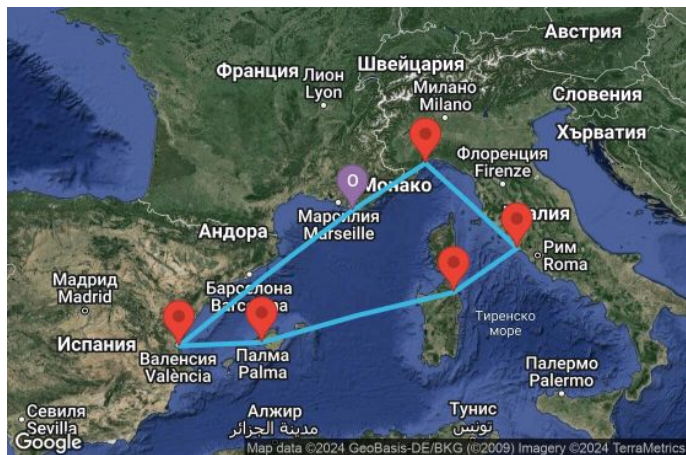 Австрия
Швейцария
Франция
Лион
Lyon
Милано
Milano
Словения
Хърватия
Флоренция
Firenze
O
Монако
Марсилия
Marseille
Андора
Рим
Roma
Мадрид
Madrid
Барселона
Тиренско
море
Испания
Валенсия
València
Палма
Palma
Палермо
Palermo
Севиля
Sevilla
Алжир
مدينة الجزائر
Тунис
تونس
Google
Map data ©2024 GeoBasis-DE/BKG (©2009) Imagery ©2024 TerraMetrics